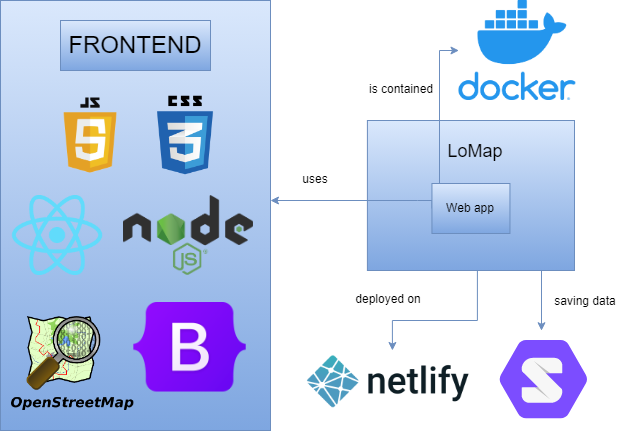 FRONTEND
JS
5
CSS
3
node
JS
OpenStreetMap
B
docker.
is contained
LoMap
Web app
uses
deployed on
saving data
netlify
S